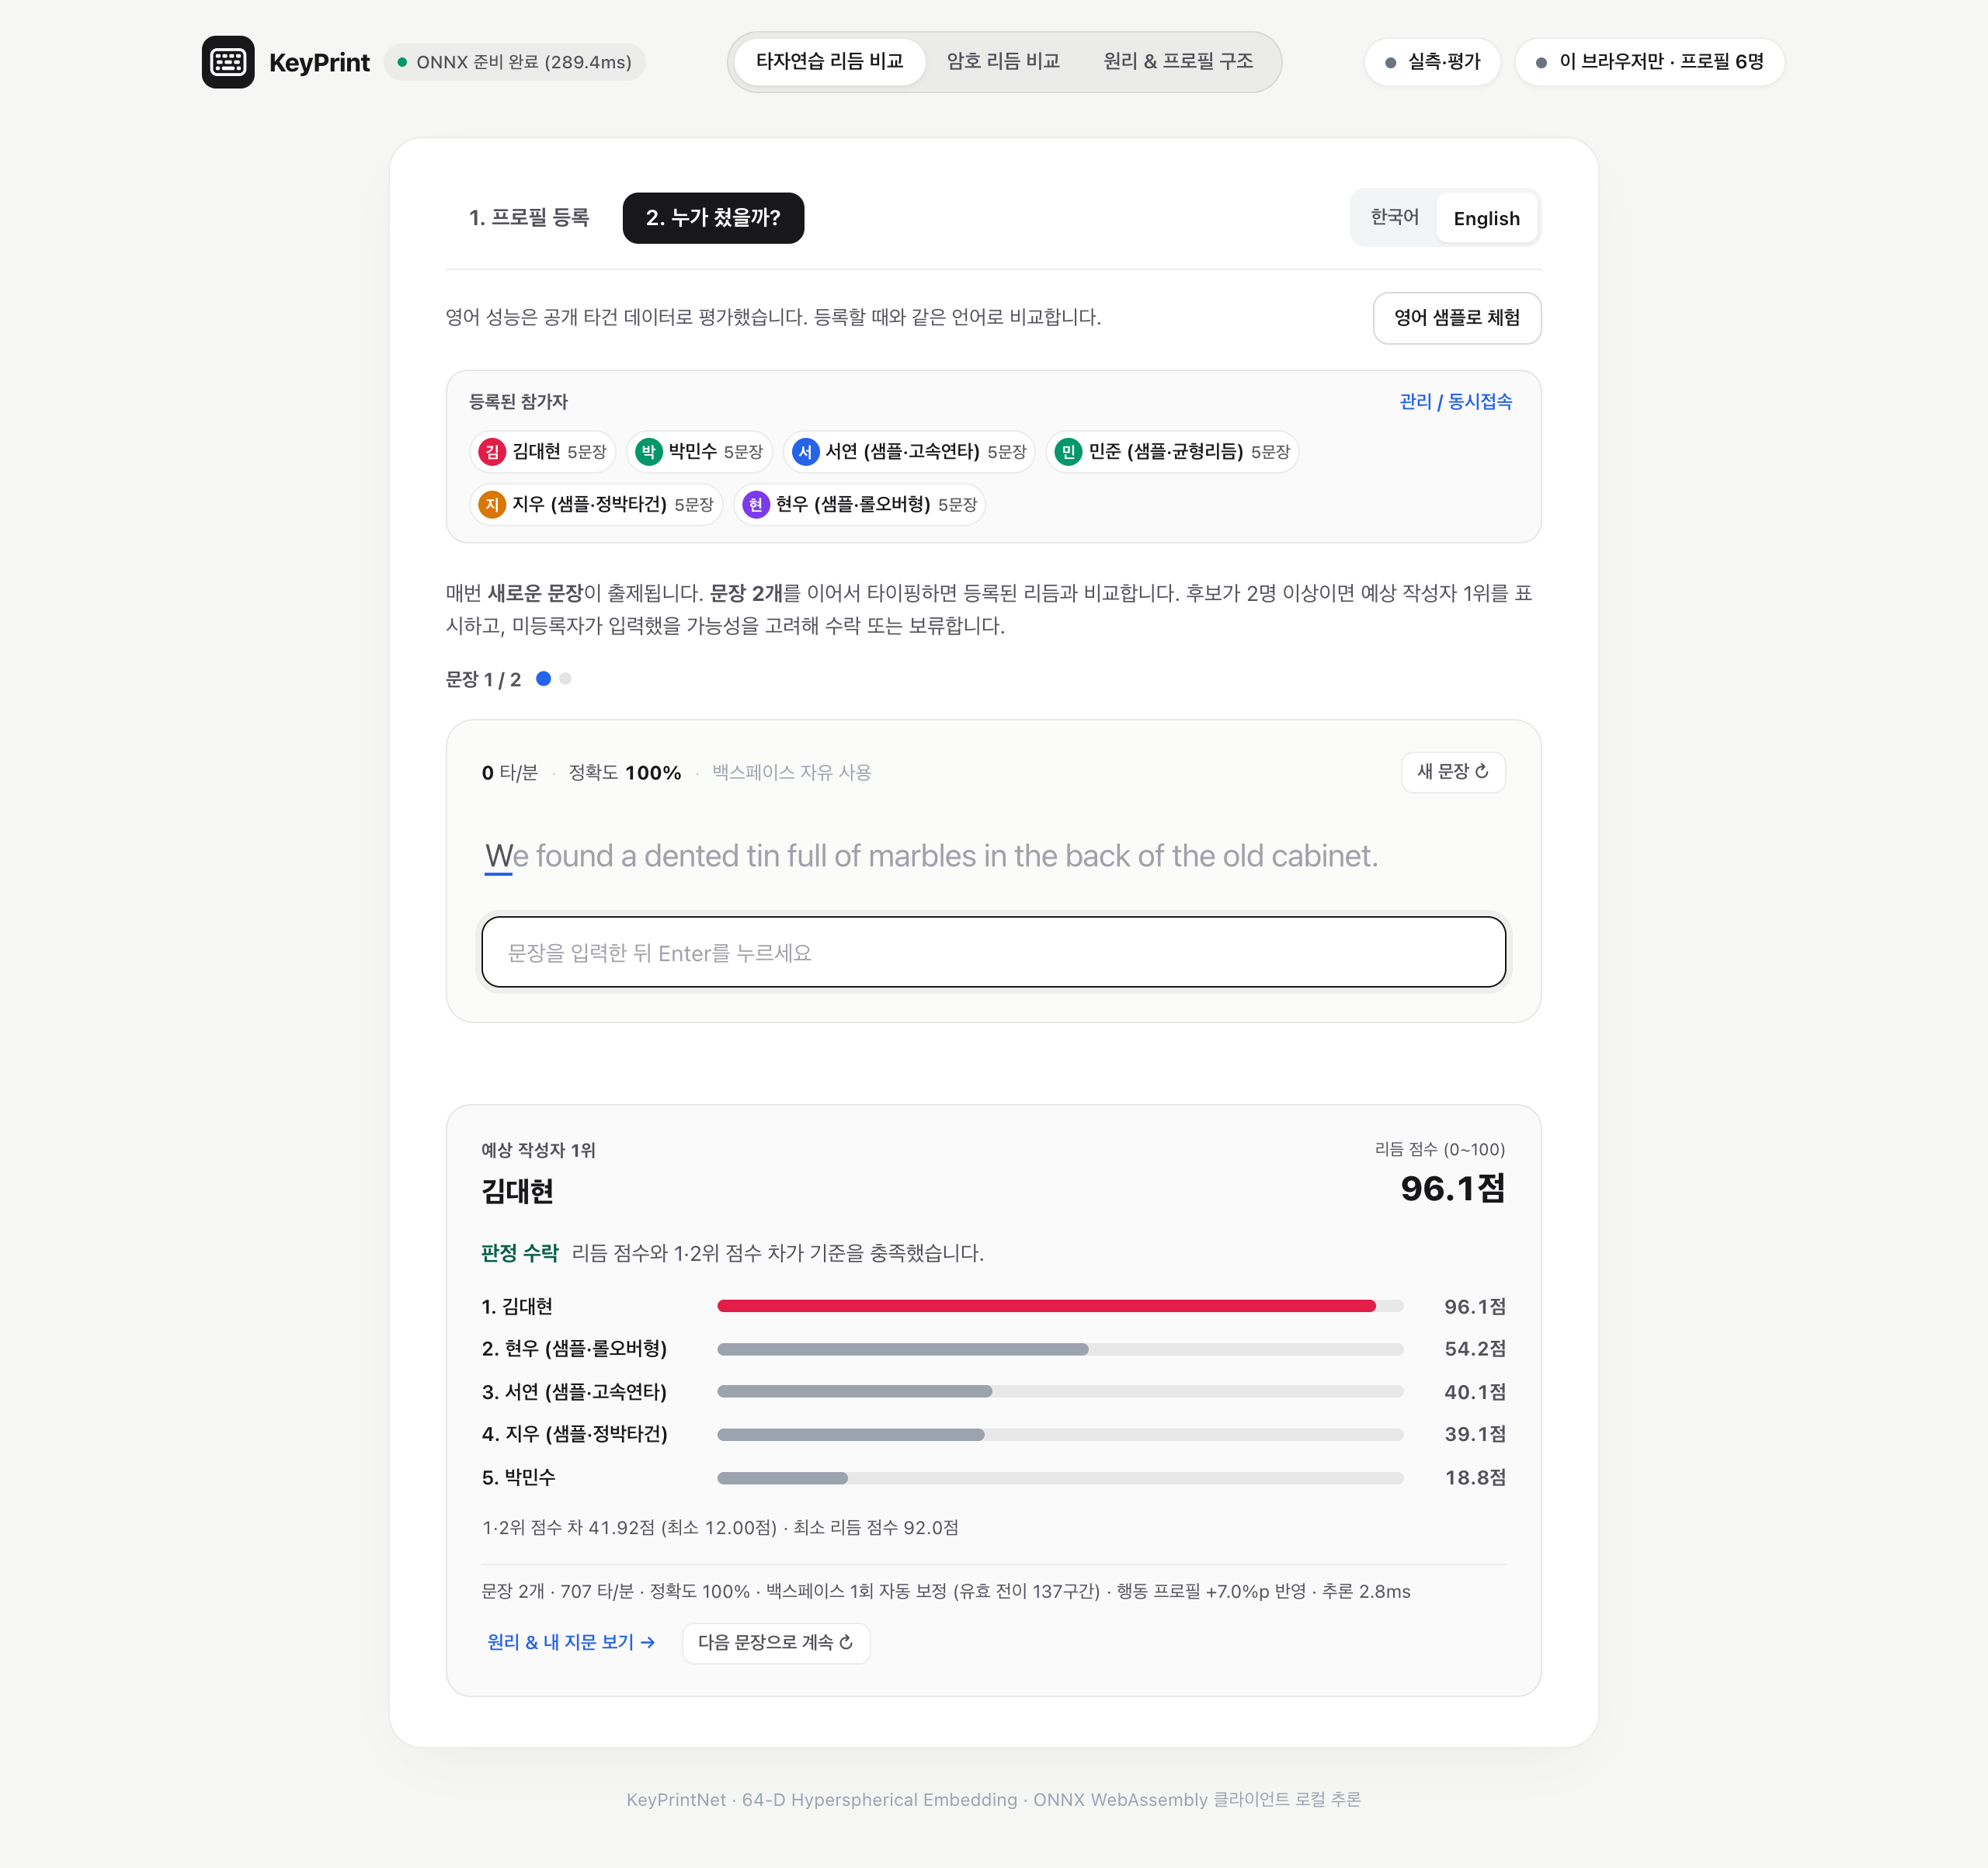 KeyPrint
ONNX 준비 완료 (289.4ms)
타자연습 리듬 비교
암호 리듬 비교
원리 & 프로필 구조
실측·평가
이 브라우저만 · 프로필 6명
1. 프로필 등록
2. 누가 쳤을까?
한국어
English
영어 성능은 공개 타건 데이터로 평가했습니다. 등록할 때와 같은 언어로 비교합니다.
영어 샘플로 체험
등록된 참가자
관리 / 동시접속
김 김대현 5문장
박 박민수 5문장
서 서연 (샘플·고속연타) 5문장
민 민준 (샘플·균형리듬) 5문장
지 지우 (샘플·정박타건) 5문장
현 현우 (샘플·롤오버형) 5문장
매번 새로운 문장이 출제됩니다. 문장 2개를 이어서 타이핑하면 등록된 리듬과 비교합니다. 후보가 2명 이상이면 예상 작성자 1위를 표
시하고, 미등록자가 입력했을 가능성을 고려해 수락 또는 보류합니다.
문장 1 / 2
0 타/분 · 정확도 100% · 백스페이스 자유 사용
새 문장 ↻
We found a dented tin full of marbles in the back of the old cabinet.
문장을 입력한 뒤 Enter를 누르세요
예상 작성자 1위
리듬 점수 (0~100)
김대현
96.1점
판정 수락 리듬 점수와 1·2위 점수 차가 기준을 충족했습니다.
1. 김대현 96.1점
2. 현우 (샘플·롤오버형) 54.2점
3. 서연 (샘플·고속연타) 40.1점
4. 지우 (샘플·정박타건) 39.1점
5. 박민수 18.8점
1·2위 점수 차 41.92점 (최소 12.00점) · 최소 리듬 점수 92.0점
문장 2개 · 707 타/분 · 정확도 100% · 백스페이스 1회 자동 보정 (유효 전이 137구간) · 행동 프로필 +7.0%p 반영 · 추론 2.8ms
원리 & 내 지문 보기 →
다음 문장으로 계속 ↻
KeyPrintNet · 64-D Hyperspherical Embedding · ONNX WebAssembly 클라이언트 로컬 추론